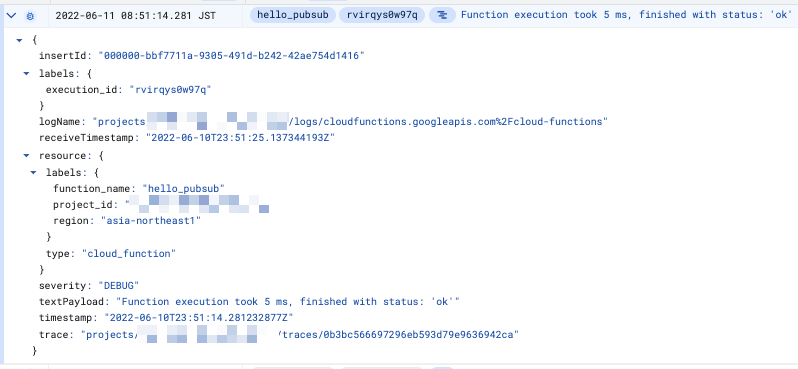 2022-06-11 08:51:14.281 JST hello_pubsub rvirqys0w97q Function execution took 5 ms, finished with status: 'ok'
{
insertId: "000000-bbf7711a-9305-491d-b242-42ae754d1416"
labels: {
execution_id: "rvirqys0w97q"
}
logName: "projects /logs/cloudfunctions.googleapis.com%2Fcloud-functions"
receiveTimestamp: "2022-06-10T23:51:25.137344193Z"
resource: {
labels: {
function_name: "hello_pubsub"
project_id: "
region: "asia-northeast1"
}
type: "cloud_function"
}
severity: "DEBUG"
textPayload: "Function execution took 5 ms, finished with status: 'ok'"
timestamp: "2022-06-10T23:51:14.281232877Z"
trace: "projects/ /traces/0b3bc566697296eb593d79e9636942ca"
}